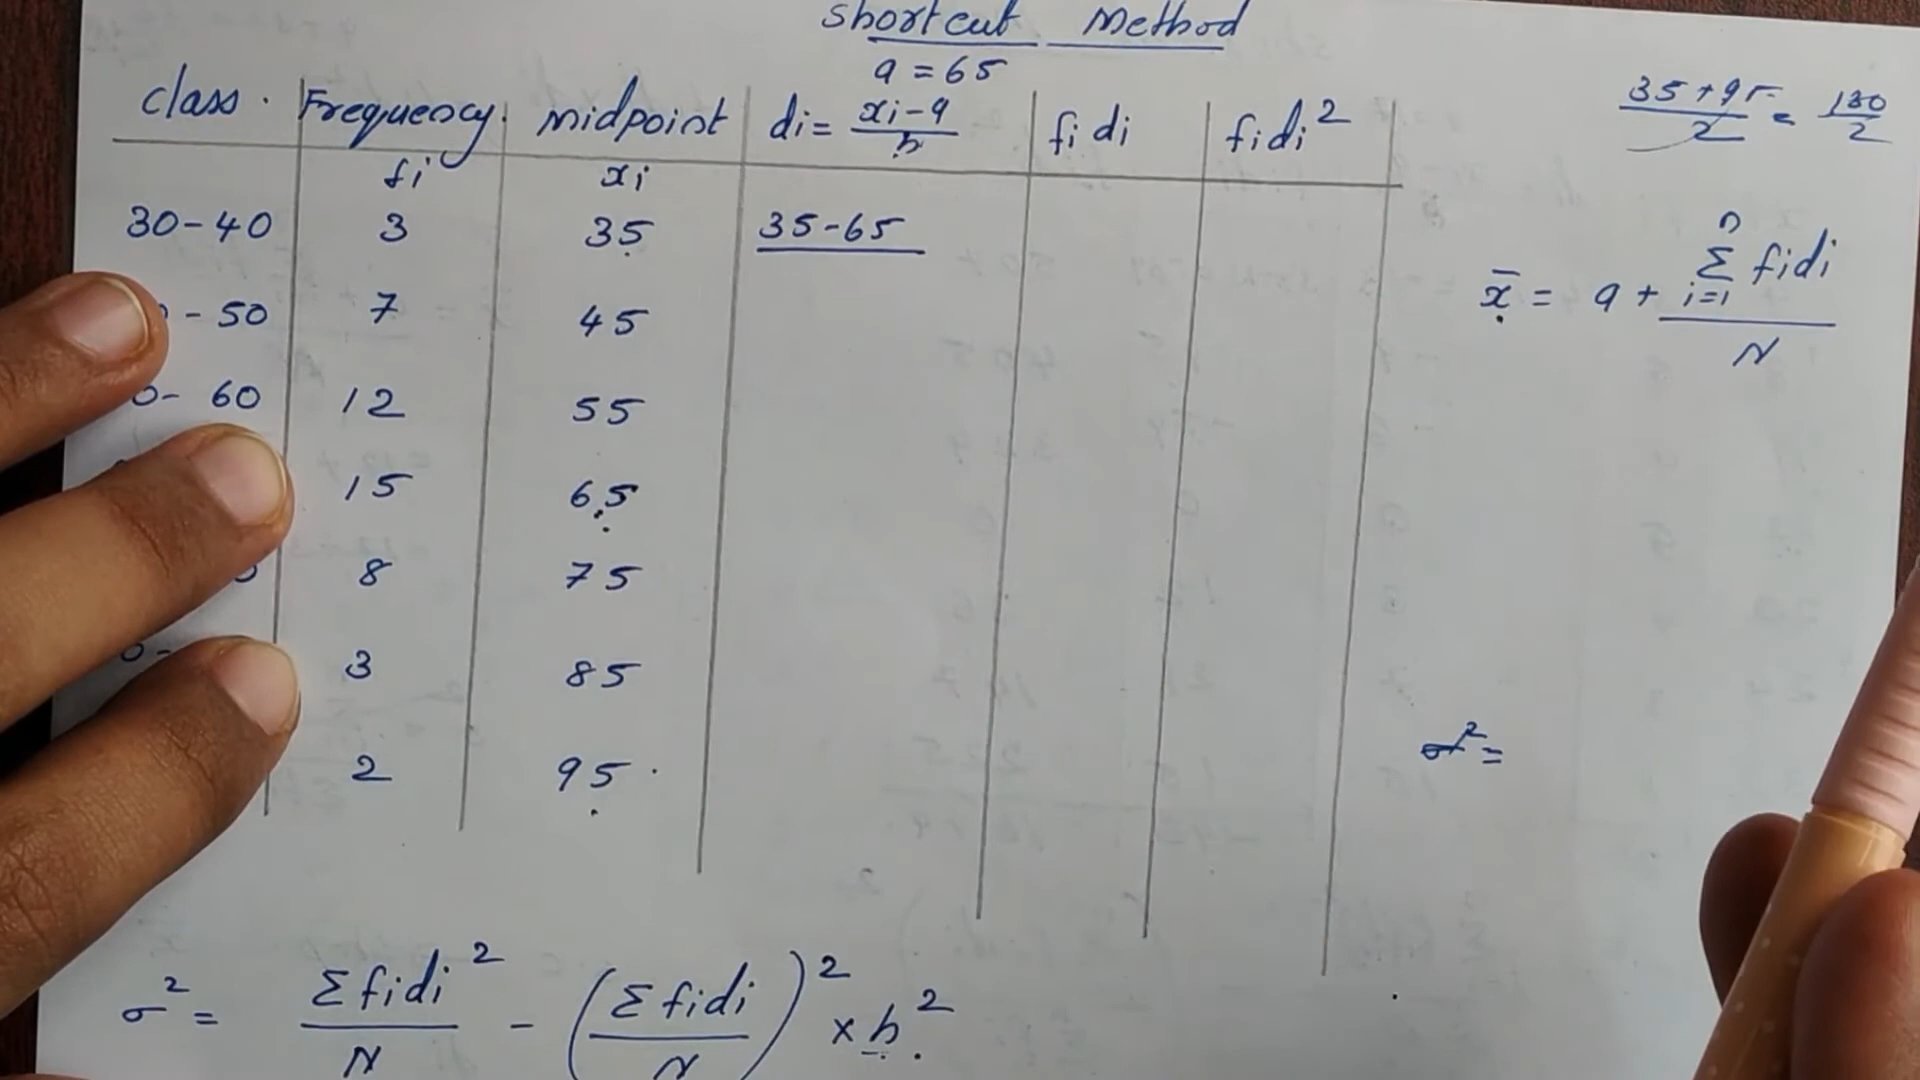 Shortcut Method
a = 65
class. Frequency. midpoint di = xi-a / h fi di fi di²
fi xi
30-40 3 35 35-65
- 50 7 45
0- 60 12 55
15 65
8 75
0- 3 85
2 95
35+95 / 2 = 130 / 2
x̄ = a + n Σ i=1 fidi / N
σ² =
σ² = Σfidi² / N - (Σfidi / N)² × h²